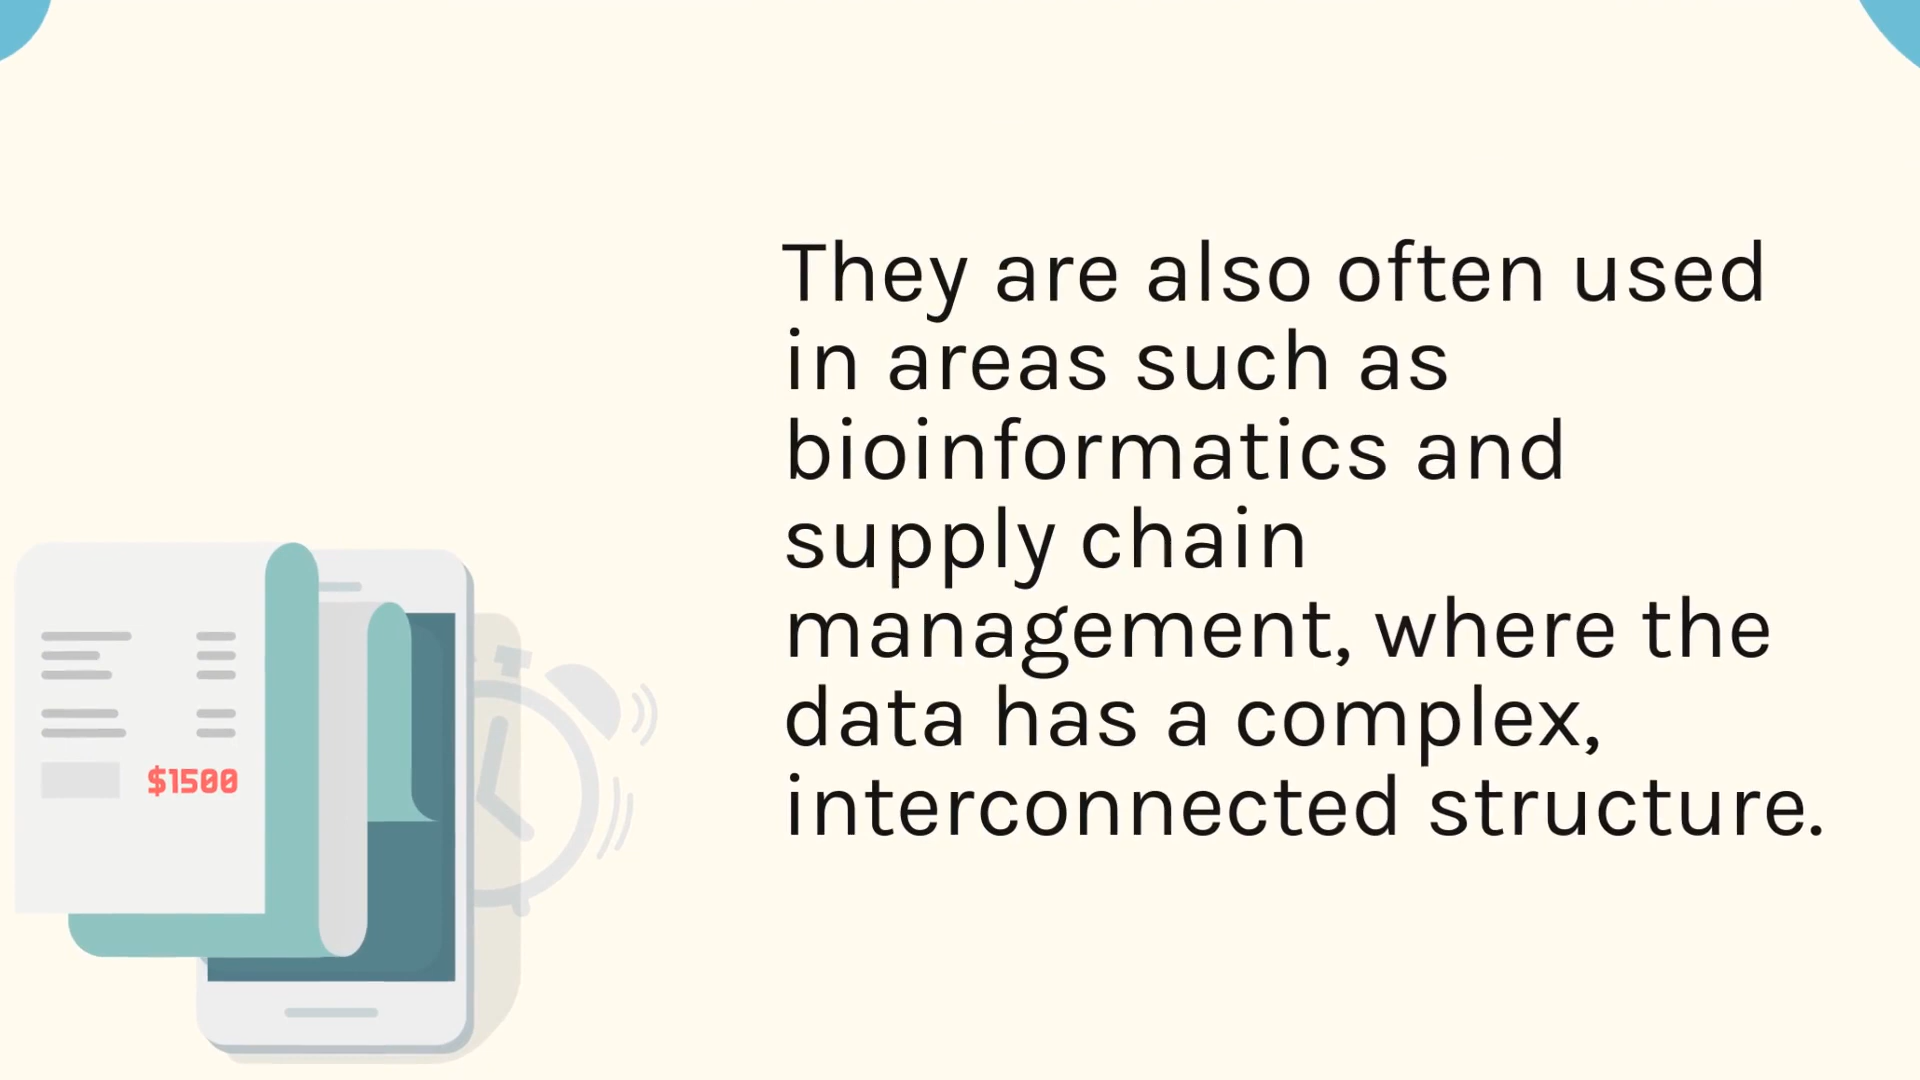 They are also often used
in areas such as
bioinformatics and
supply chain
management, where the
data has a complex,
interconnected structure.
$1500